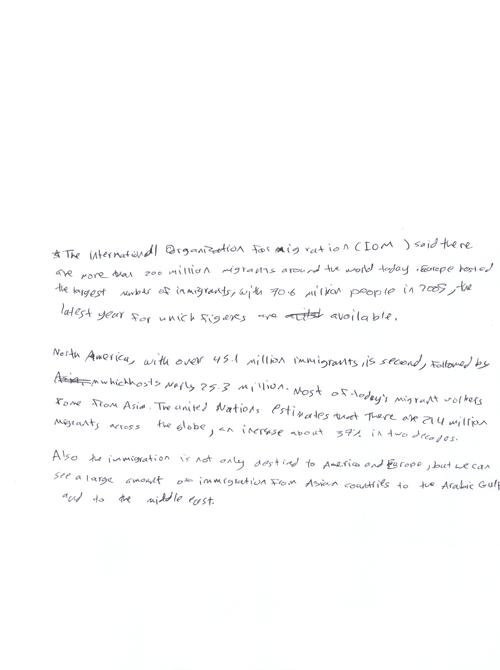 * The International Organization for migration (IOM ) said there
are more than 200 million migrants around the world today . Europe hosted
the largest number of immigrants, with 70.6 million people in 2005, the
latest year for which figeres are available.
North America, with over 45.1 million immigrants, is second, followed by
Asia, which hosts nerly 25.3 million. Most of today's migrant workers
come from Asia. The united Nations estimates that There are 214 million
migrants across the globe, an increase about 37% in two decades.
Also the immigration is not only destined to America and Europe, but we can
see a large amount of immigration from Asian countries to the Arabic Gulf
and to the middle east.